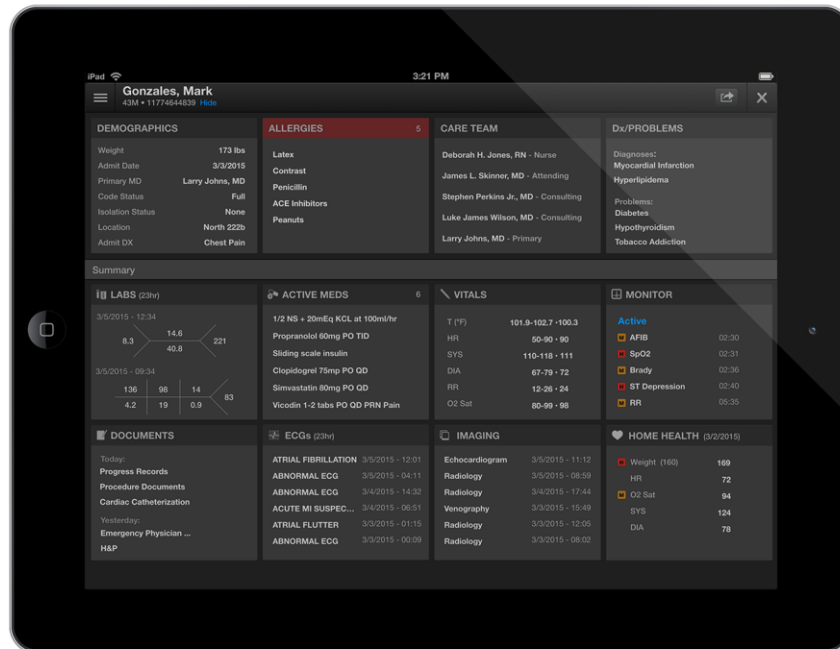 iPad 3:21 PM
Gonzales, Mark
43M • 11774644839 Hide
DEMOGRAPHICS
Weight 173 lbs
Admit Date 3/3/2015
Primary MD Larry Johns, MD
Code Status Full
Isolation Status None
Location North 222b
Admit DX Chest Pain
ALLERGIES 5
Latex
Contrast
Penicillin
ACE Inhibitors
Peanuts
CARE TEAM
Deborah H. Jones, RN - Nurse
James L. Skinner, MD - Attending
Stephen Perkins Jr., MD - Consulting
Luke James Wilson, MD - Consulting
Larry Johns, MD - Primary
Dx/PROBLEMS
Diagnoses:
Myocardial Infarction
Hyperlipidema
Problems:
Diabetes
Hypothyroidism
Tobacco Addiction
Summary
LABS (23hr)
3/5/2015 - 12:34
14.6
8.3 221
40.8
3/5/2015 - 09:34
136 98 14
83
4.2 19 0.9
ACTIVE MEDS 6
1/2 NS + 20mEq KCL at 100ml/hr
Propranolol 60mg PO TID
Sliding scale insulin
Clopidogrel 75mp PO QD
Simvastatin 80mg PO QD
Vicodin 1-2 tabs PO QD PRN Pain
VITALS
T (°F) 101.9-102.7 • 100.3
HR 50-90 • 90
SYS 110-118 • 111
DIA 67-79 • 72
RR 12-26 • 24
O2 Sat 80-99 • 98
MONITOR
Active
AFIB 02:30
SpO2 02:31
Brady 02:36
ST Depression 02:40
RR 05:35
DOCUMENTS
Today:
Progress Records
Procedure Documents
Cardiac Catheterization
Yesterday:
Emergency Physician ...
H&P
ECGs (23hr)
ATRIAL FIBRILLATION 3/5/2015 - 12:01
ABNORMAL ECG 3/5/2015 - 04:11
ABNORMAL ECG 3/4/2015 - 14:32
ACUTE MI SUSPEC... 3/4/2015 - 06:51
ATRIAL FLUTTER 3/3/2015 - 01:15
ABNORMAL ECG 3/3/2015 - 00:09
IMAGING
Echocardiogram 3/5/2015 - 11:12
Radiology 3/5/2015 - 08:59
Radiology 3/4/2015 - 17:44
Venography 3/3/2015 - 15:49
Radiology 3/3/2015 - 12:05
Radiology 3/3/2015 - 08:02
HOME HEALTH (3/2/2015)
Weight (160) 169
HR 72
O2 Sat 94
SYS 124
DIA 78